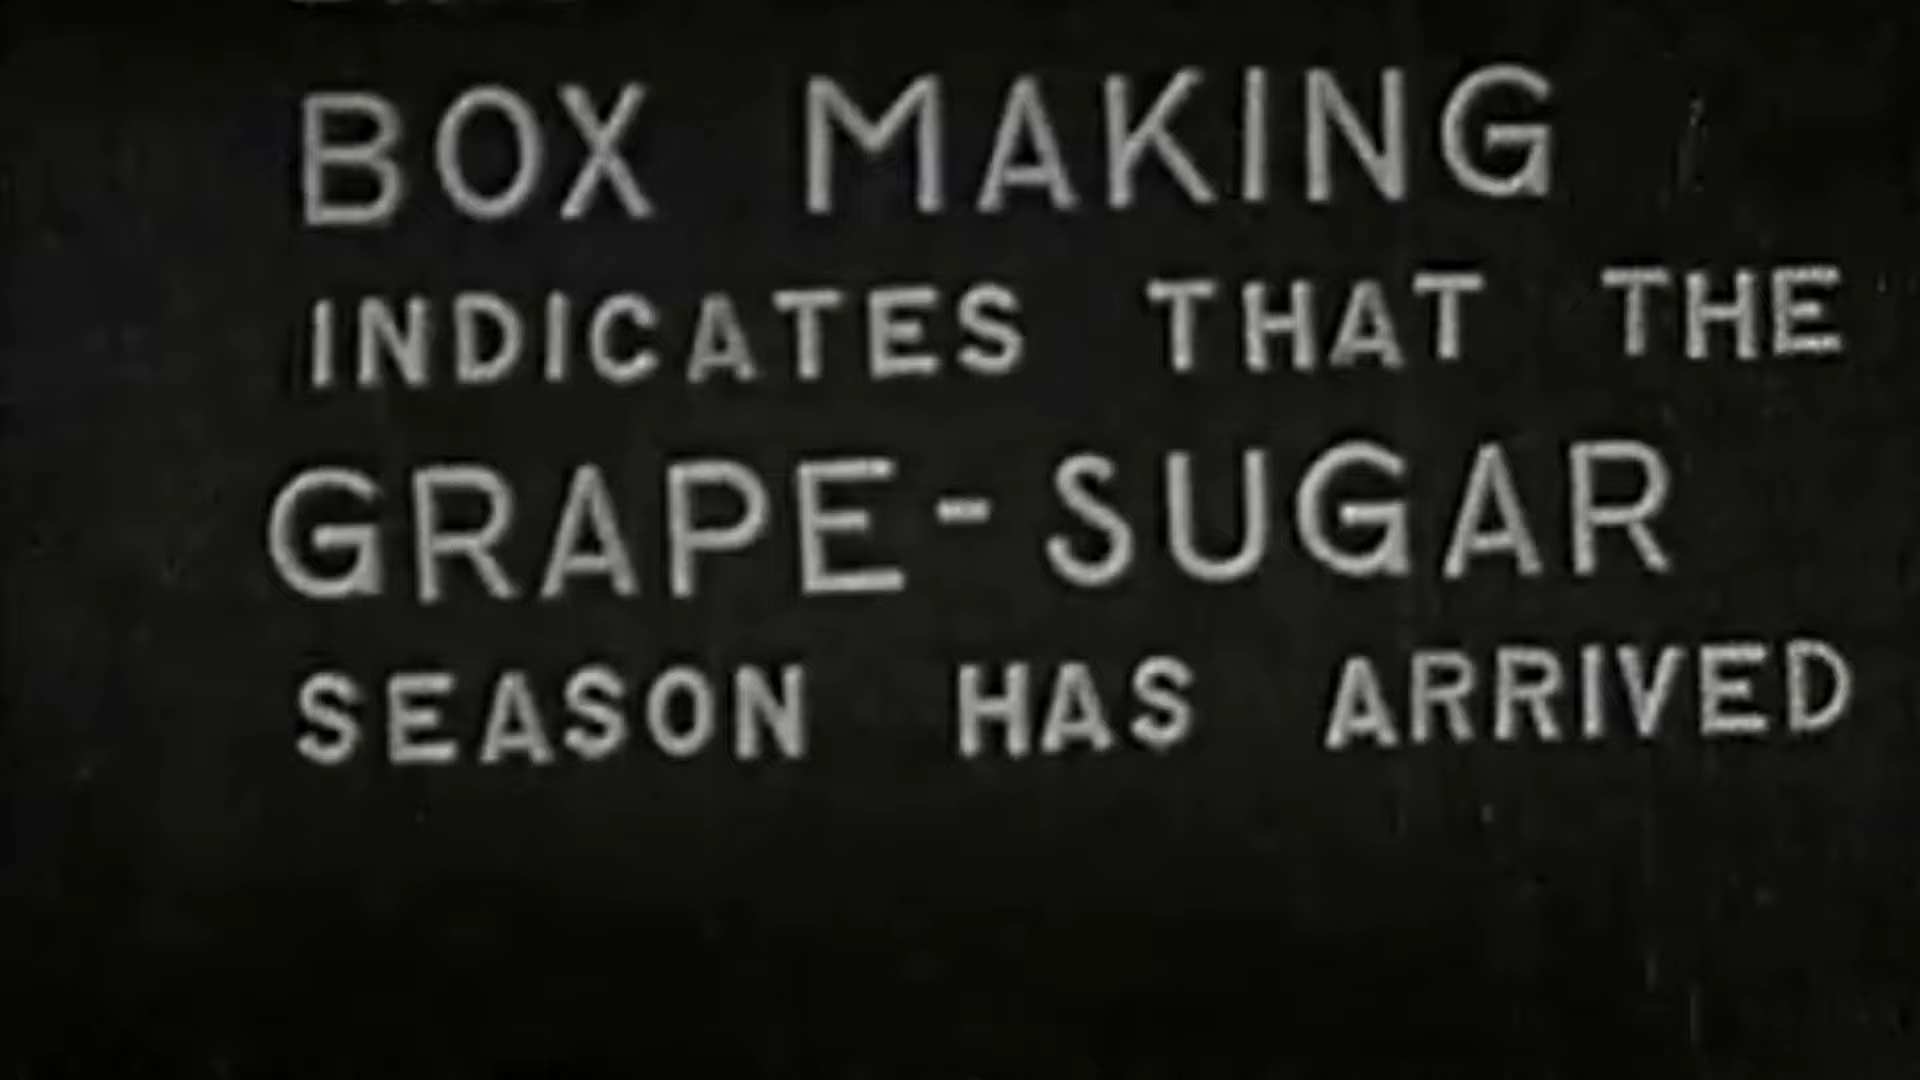 BOX MAKING
INDICATES THAT THE
GRAPE-SUGAR
SEASON HAS ARRIVED